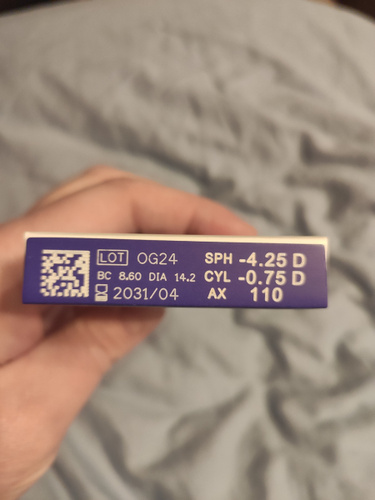 LOT OG24 SPH -4.25 D
BC 8.60 DIA 14.2 CYL -0.75 D
2031/04 AX 110